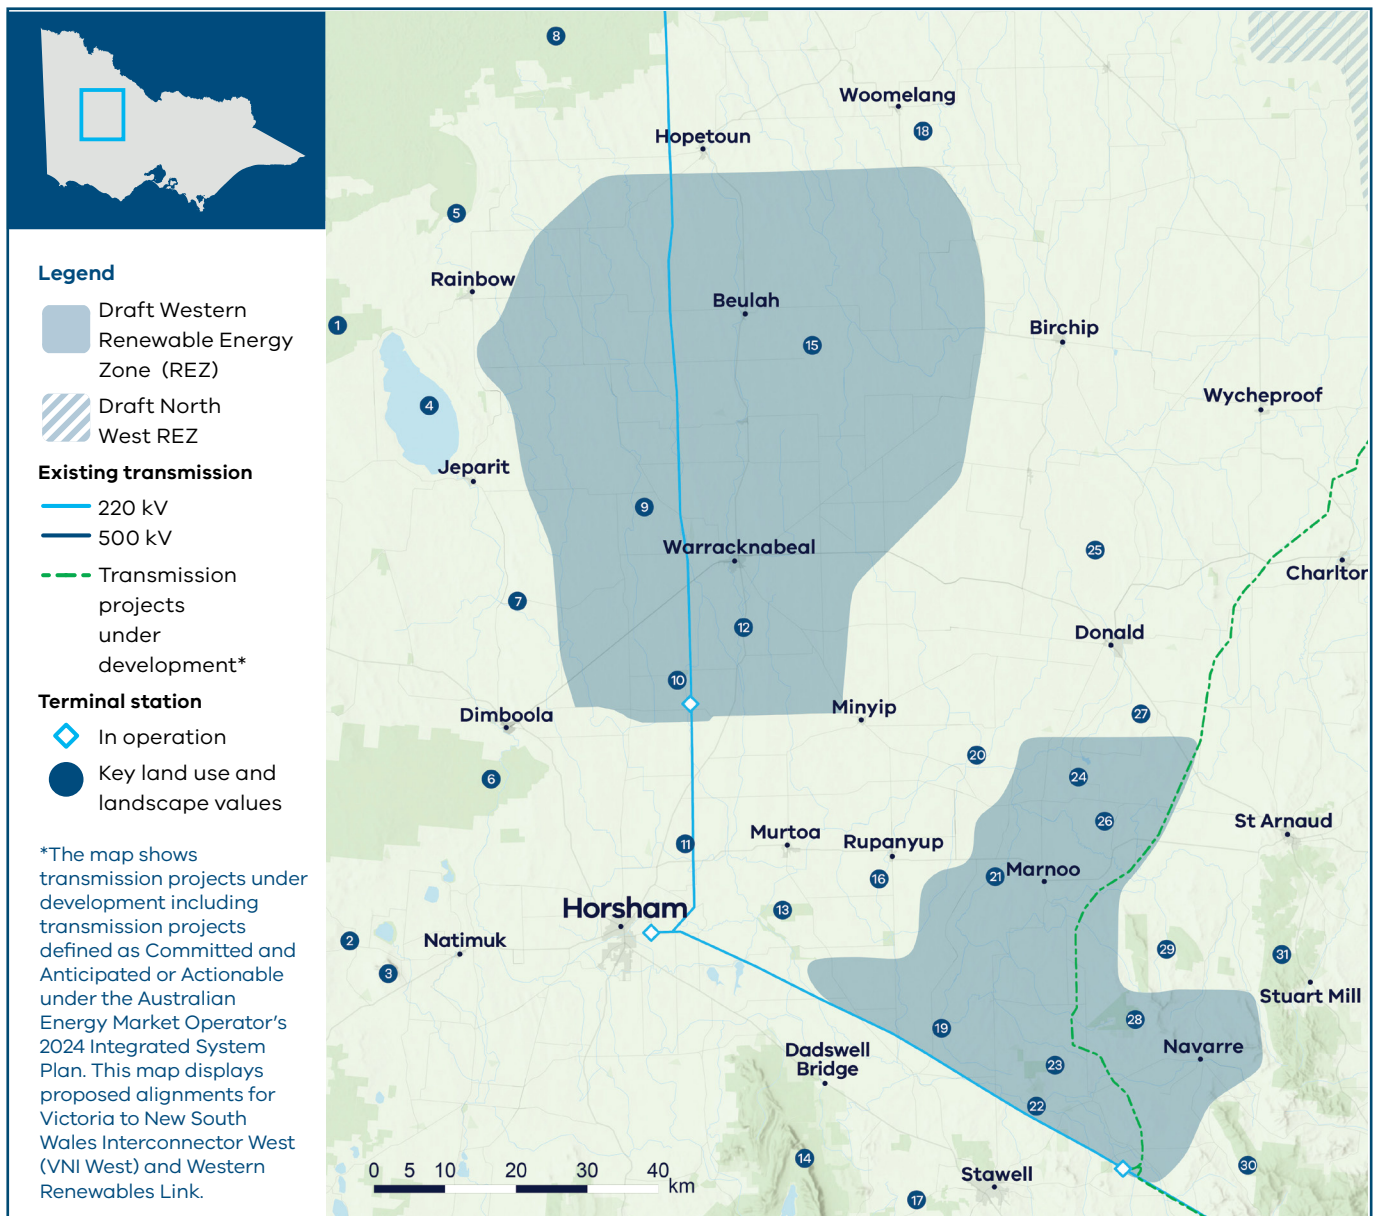 Legend
Draft Western
Renewable Energy
Zone (REZ)
Draft North
West REZ
Existing transmission
220 kV
500 kV
Transmission
projects
under
development*
Terminal station
In operation
Key land use and
landscape values
*The map shows
transmission projects under
development including
transmission projects
defined as Committed and
Anticipated or Actionable
under the Australian
Energy Market Operator's
2024 Integrated System
Plan. This map displays
proposed alignments for
Victoria to New South
Wales Interconnector West
(VNI West) and Western
Renewables Link.
8
Woomelang
18
Hopetoun
5
Rainbow
Beulah
1
15
Birchip
4
Wycheproof
Jeparit
9
Warracknabeal
25
Charlton
7
12
Donald
10
Dimboola
Minyip
27
20
6
24
26
St Arnaud
Murtoa
Rupanyup
11
16
21
Marnoo
13
Horsham
2
Natimuk
3
29
31
Stuart Mill
19
28
Dadswell
Bridge
Navarre
23
22
14
30
Stawell
17
0 5 10 20 30 40
km